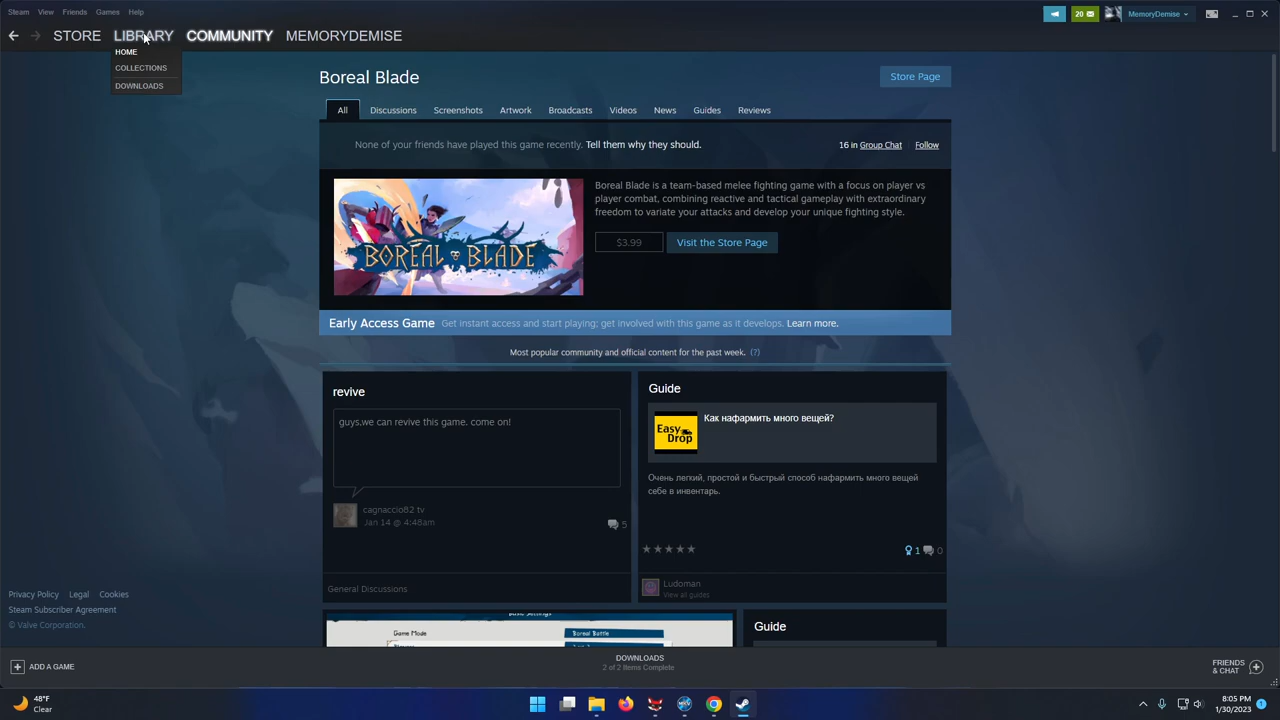 Steam View Friends Games Help
20 MemoryDemise
STORE LIBRARY COMMUNITY MEMORYDEMISE
HOME
COLLECTIONS
DOWNLOADS
Boreal Blade
Store Page
All Discussions Screenshots Artwork Broadcasts Videos News Guides Reviews
None of your friends have played this game recently. Tell them why they should.
16 in Group Chat Follow
BOREAL BLADE
Boreal Blade is a team-based melee fighting game with a focus on player vs
player combat, combining reactive and tactical gameplay with extraordinary
freedom to variate your attacks and develop your unique fighting style.
$3.99 Visit the Store Page
Early Access Game Get instant access and start playing; get involved with this game as it develops. Learn more.
Most popular community and official content for the past week. (?)
revive
guys,we can revive this game. come on!
cagnaccio82 tv
Jan 14 @ 4:48am
5
General Discussions
Guide
Easy Drop
Как нафармить много вещей?
Очень легкий, простой и быстрый способ нафармить много вещей
себе в инвентарь.
1 0
Ludoman
View all guides
Basic Settings
Game Mode Boreal Battle
Guide
Privacy Policy Legal Cookies
Steam Subscriber Agreement
© Valve Corporation.
ADD A GAME
DOWNLOADS
2 of 2 Items Complete
FRIENDS
& CHAT
48°F
Clear
8:05 PM
1/30/2023
1